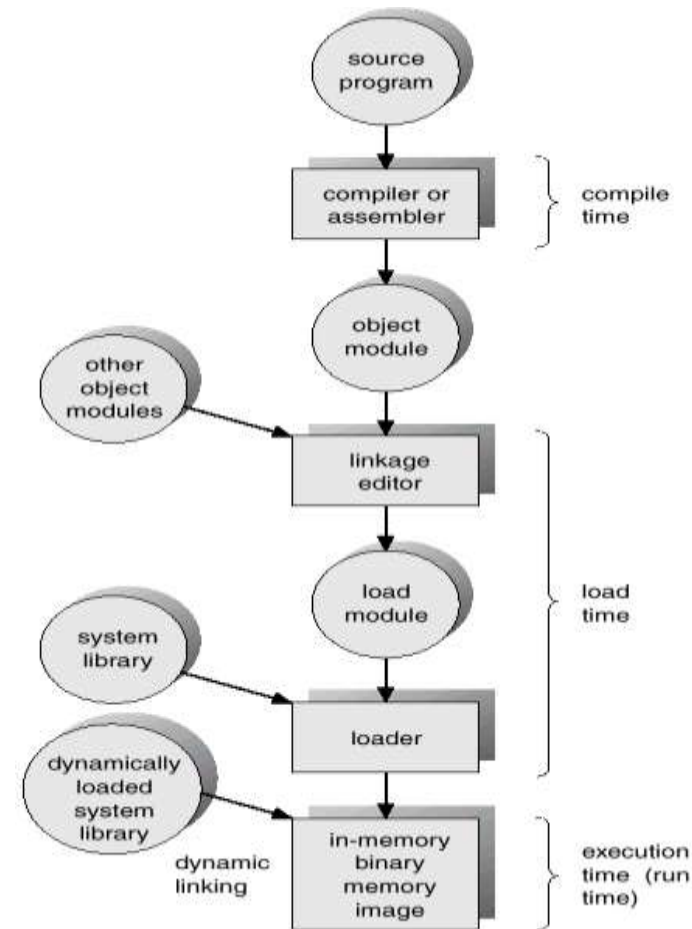 source
program
compiler or
assembler
compile
time
object
module
other
object
modules
linkage
editor
load
module
load
time
system
library
loader
dynamically
loaded
system
library
dynamic
linking
in-memory
binary
memory
image
execution
time (run
time)